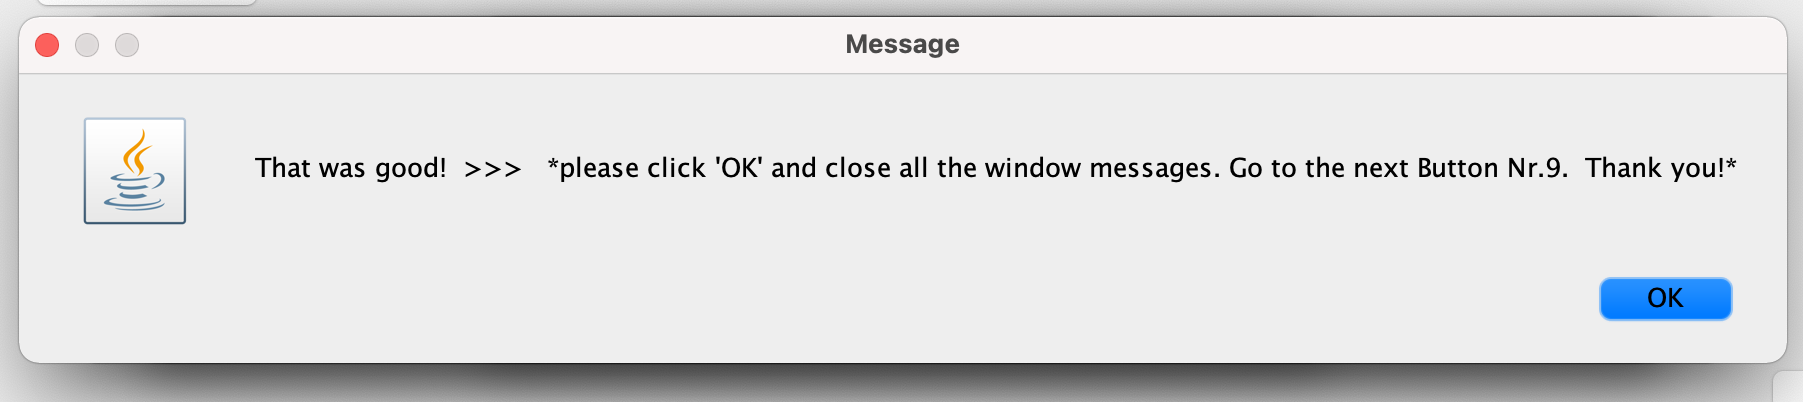 Message
That was good!  >>>   *please click 'OK' and close all the window messages. Go to the next Button Nr.9.  Thank you!*
OK